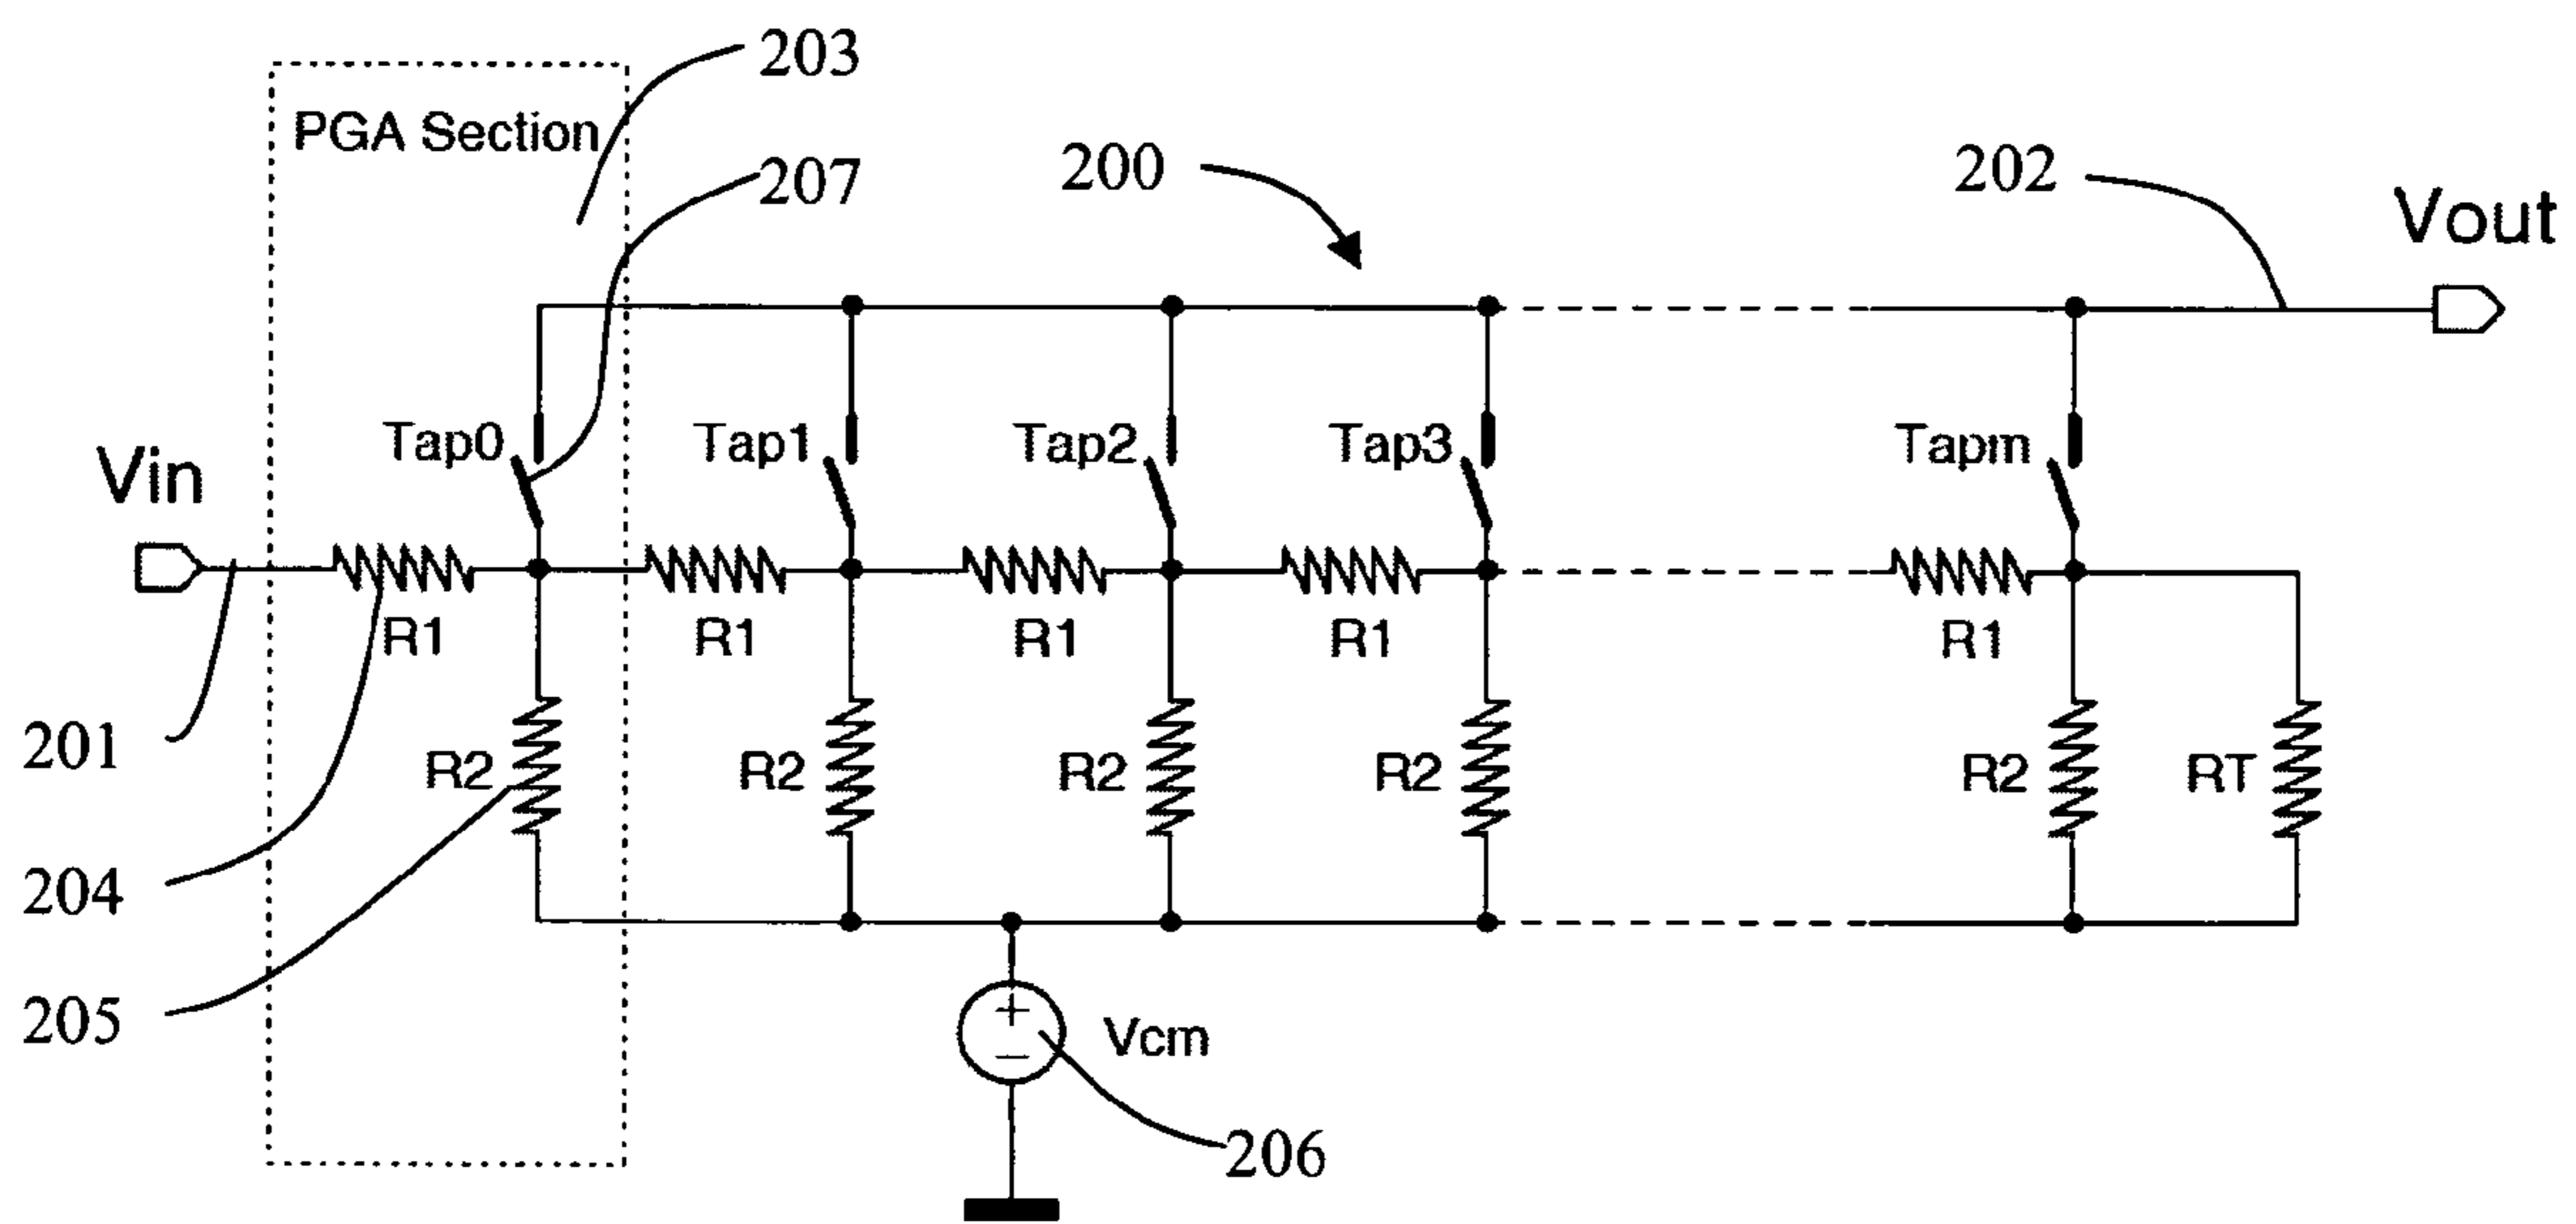 203
PGA Section
207
200
202
Vout
Tap0
Tap1
Tap2
Tap3
Tapm
Vin
R1
R1
R1
R1
R1
201
R2
R2
R2
R2
R2
RT
204
205
Vcm
206